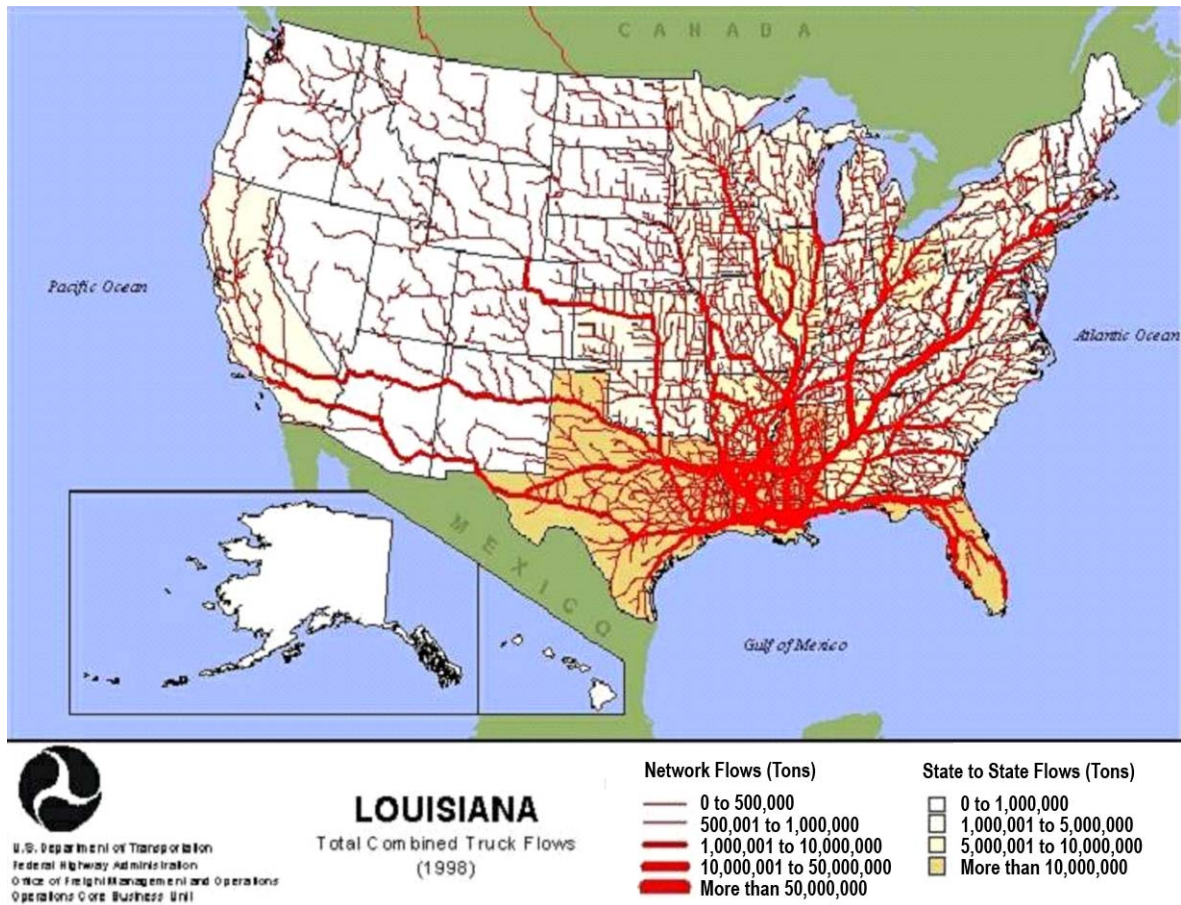 CANADA
Pacific Ocean
Atlantic Ocean
MEXICO
Gulf of Mexico
U.S. Department of Transportation
Federal Highway Administration
Office of Freight Management and Operations
Operations Core Business Unit
LOUISIANA
Total Combined Truck Flows
(1998)
Network Flows (Tons)
0 to 500,000
500,001 to 1,000,000
1,000,001 to 10,000,000
10,000,001 to 50,000,000
More than 50,000,000
State to State Flows (Tons)
0 to 1,000,000
1,000,001 to 5,000,000
5,000,001 to 10,000,000
More than 10,000,000